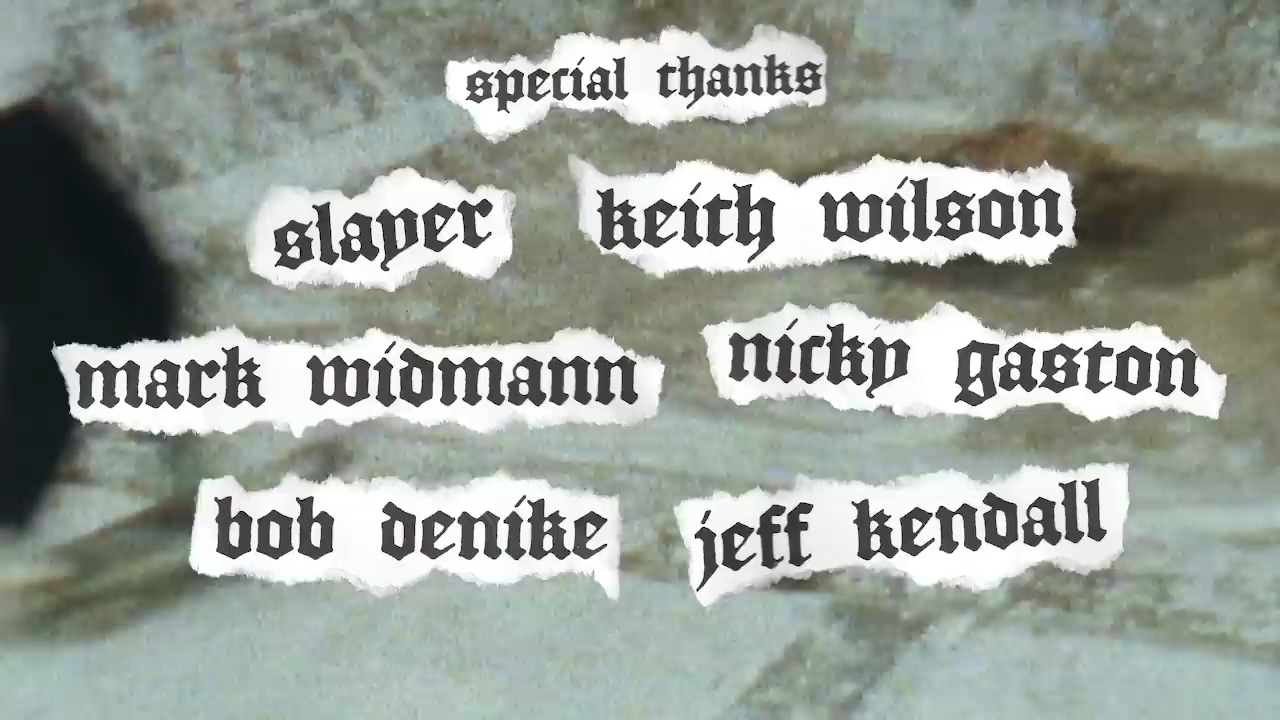 special thanks
slayer keith wilson
mark widmann nicky gaston
bob denike jeff kendall